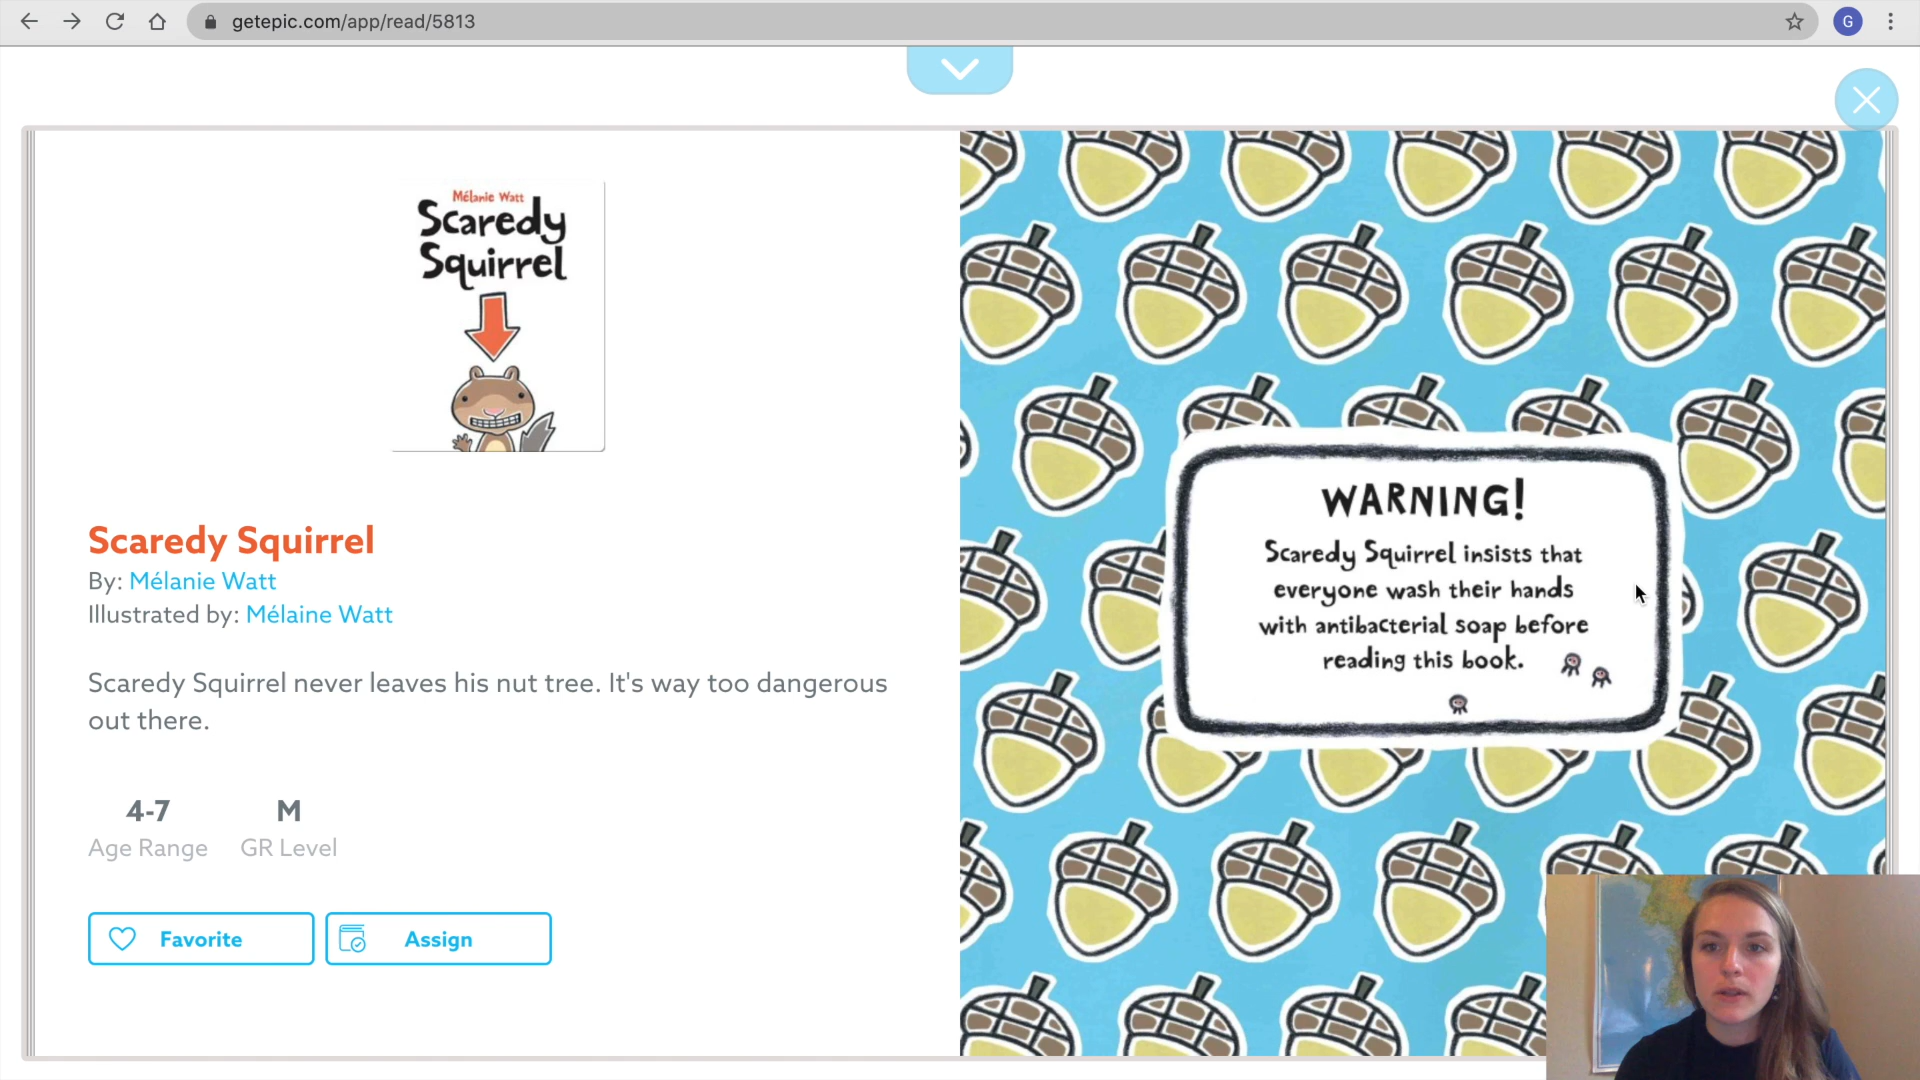 getepic.com/app/read/5813
G
Mélanie Watt
Scaredy
Squirrel
Scaredy Squirrel
By: Mélanie Watt
Illustrated by: Mélaine Watt
Scaredy Squirrel never leaves his nut tree. It's way too dangerous
out there.
4-7
M
Age Range
GR Level
Favorite
Assign
WARNING!
Scaredy Squirrel insists that
everyone wash their hands
with antibacterial soap before
reading this book.